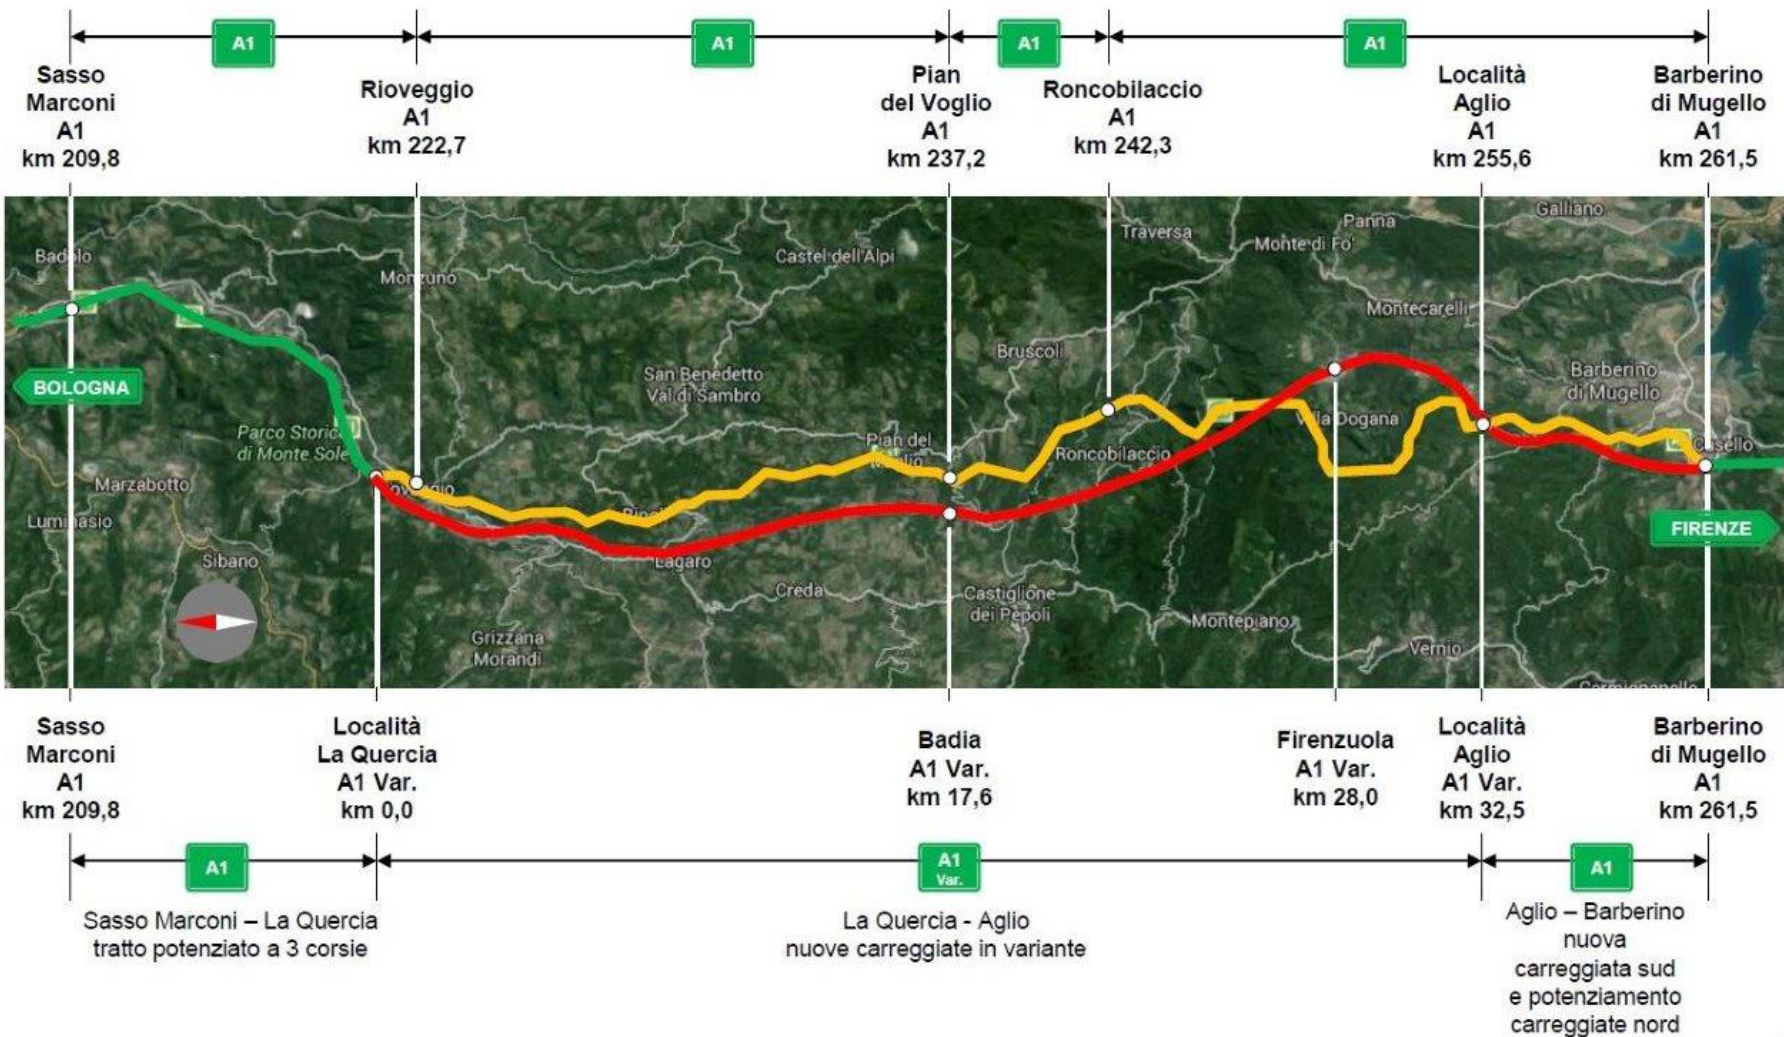 A1
A1
A1
A1
Sasso
Marconi
A1
km 209,8
Rioveggio
A1
km 222,7
Pian
del Voglio
A1
km 237,2
Roncobilaccio
A1
km 242,3
Località
Aglio
A1
km 255,6
Barberino
di Mugello
A1
km 261,5
Badolo
Monzuno
Castel dell'Alpi
Traversa
Monte di Fo'
Panna
Galliano
Montecarelli
BOLOGNA
San Benedetto
Val di Sambro
Bruscoli
Barberino
di Mugello
Parco Storico
di Monte Sole
Pian del
Roncobilaccio
Via Dogana
Marzabotto
Luminasio
Sibano
Lagaro
Creda
Castiglione
dei Pepoli
Montepiano
Vernio
Grizzana
Morandi
FIRENZE
Sasso
Marconi
A1
km 209,8
Località
La Quercia
A1 Var.
km 0,0
Badia
A1 Var.
km 17,6
Firenzuola
A1 Var.
km 28,0
Località
Aglio
A1 Var.
km 32,5
Barberino
di Mugello
A1
km 261,5
A1
A1
Var.
A1
Sasso Marconi – La Quercia
tratto potenziato a 3 corsie
La Quercia - Aglio
nuove carreggiate in variante
Aglio – Barberino
nuova
carreggiata sud
e potenziamento
carreggiate nord